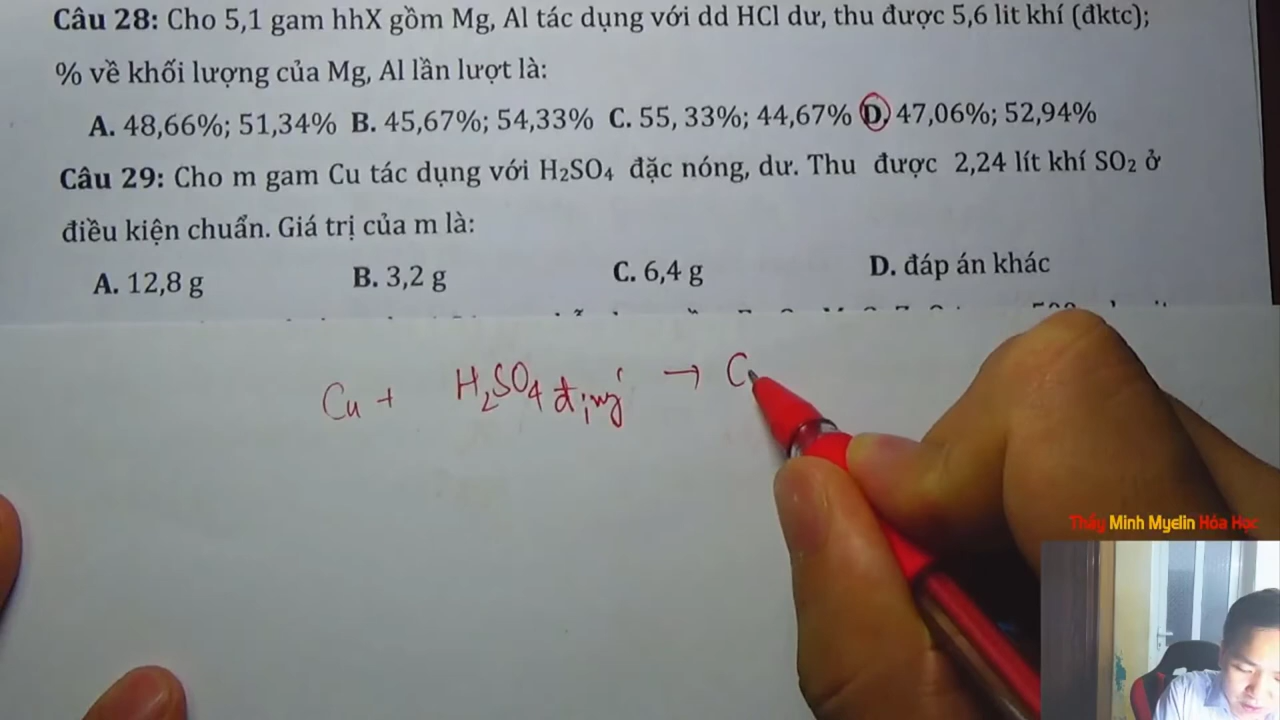 Câu 28: Cho 5,1 gam hhX gồm Mg, Al tác dụng với dd HCl dư, thu được 5,6 lit khí (đktc);
% về khối lượng của Mg, Al lần lượt là:
A. 48,66%; 51,34% B. 45,67%; 54,33% C. 55, 33%; 44,67% D. 47,06%; 52,94%
Câu 29: Cho m gam Cu tác dụng với H₂SO₄ đặc nóng, dư. Thu được 2,24 lít khí SO₂ ở
điều kiện chuẩn. Giá trị của m là:
A. 12,8 g B. 3,2 g C. 6,4 g D. đáp án khác
Cu + H₂SO₄ → C
Thầy Minh Myelin Hóa Học